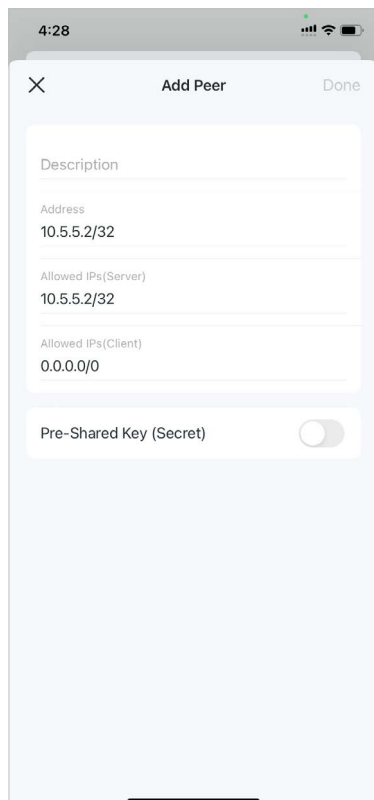 4:28
Add Peer
Done
Description
Address
10.5.5.2/32
Allowed IPs(Server)
10.5.5.2/32
Allowed IPs(Client)
0.0.0.0/0
Pre-Shared Key (Secret)